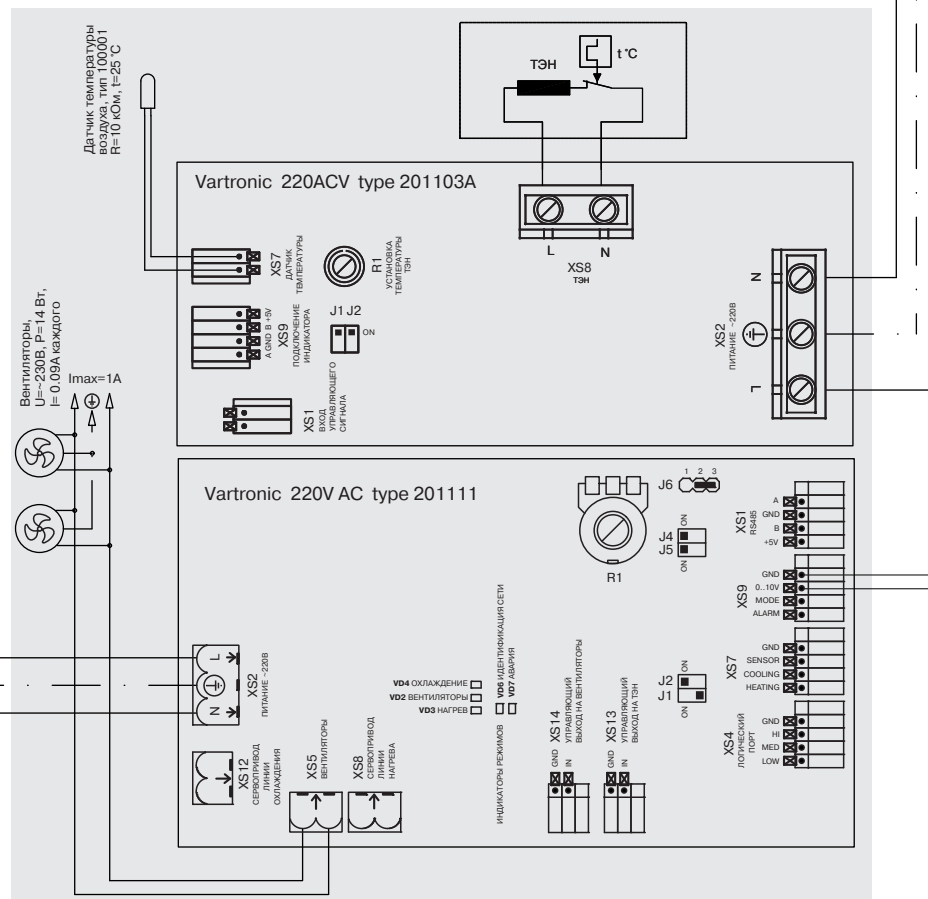 Датчик температуры
воздуха, тип 100001
R=10 кОм, t=25 °C
ТЭН
t °C
Vartronic 220ACV type 201103A
L
N
XS8
ТЭН
XS7
ДАТЧИК
ТЕМПЕРАТУРЫ
R1
УСТАНОВКА
ТЕМПЕРАТУРЫ
ТЭН
XS9
ПОДКЛЮЧЕНИЕ
ИНДИКАТОРА
A GND B +5V
J1 J2
ON
XS1
ВХОД
УПРАВЛЯЮЩЕГО
СИГНАЛА
XS2
ПИТАНИЕ ~220В
N
L
Вентиляторы,
U=~230В, P=14 Вт,
I= 0.09А каждого
Imax=1A
Vartronic 220V AC type 201111
R1
J6
1 2 3
ON
J4
J5
ON
XS1
RS485
A
GND
B
+5V
XS9
GND
0..10V
MODE
ALARM
XS7
GND
SENSOR
COOLING
HEATING
XS4
ЛОГИЧЕСКИЙ
ПОРТ
GND
HI
MED
LOW
ON
J2
J1
ON
L
N
XS2
ПИТАНИЕ ~220В
XS12
СЕРВОПРИВОД
ЛИНИИ
ОХЛАЖДЕНИЯ
XS5
ВЕНТИЛЯТОРЫ
XS8
СЕРВОПРИВОД
ЛИНИИ
НАГРЕВА
VD4 ОХЛАЖДЕНИЕ
VD2 ВЕНТИЛЯТОРЫ
VD3 НАГРЕВ
VD6 ИДЕНТИФИКАЦИЯ СЕТИ
VD7 АВАРИЯ
ИНДИКАТОРЫ РЕЖИМОВ
XS14
УПРАВЛЯЮЩИЙ
ВЫХОД НА ВЕНТИЛЯТОРЫ
GND
IN
XS13
УПРАВЛЯЮЩИЙ
ВЫХОД НА ТЭН
GND
IN